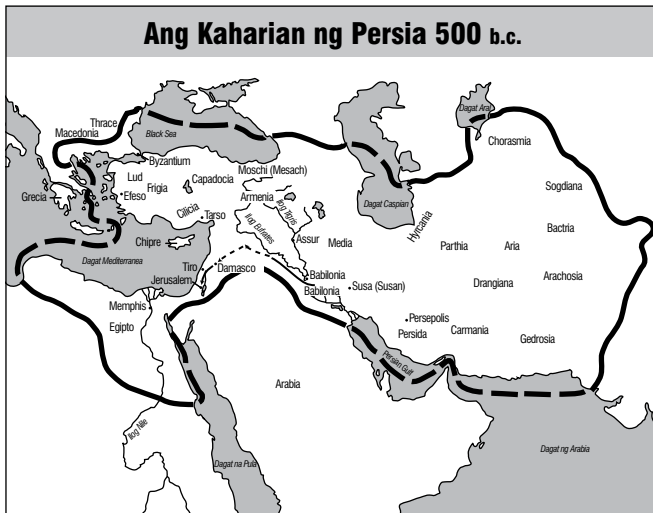 Ang Kaharian ng Persia 500 B.C.
Dagat Aral
Thrace
Macedonia
Black Sea
Chorasmia
Byzantium
Lud
Frigia
Capadocia
Moschi (Mesach)
Sogdiana
Grecia
Efeso
Armenia
Ilog Tigris
Dagat Caspian
Cilicia
Tarso
Ilog Eufrates
Hyrcania
Bactria
Chipre
Assur
Media
Parthia
Aria
Dagat Mediterranea
Tiro
Damasco
Babilonia
Arachosia
Jerusalem
Babilonia
Susa (Susan)
Drangiana
Memphis
Persepolis
Egipto
Persida
Carmania
Gedrosia
Persian Gulf
Arabia
Ilog Nile
Dagat na Pula
Dagat ng Arabia